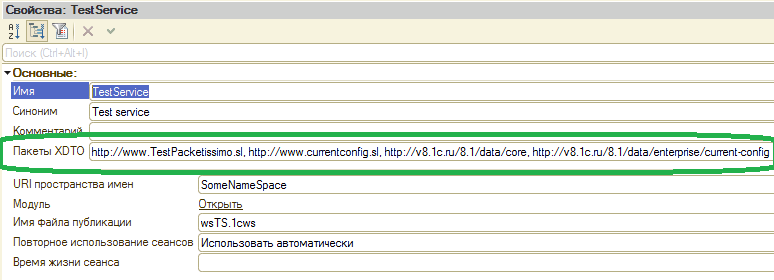 Свойства: TestService
Поиск (Ctrl+Alt+I)
Основные:
Имя TestService
Синоним Test service
Комментарий
Пакеты XDTO http://www.TestPacketissimo.sl, http://www.currentconfig.sl, http://v8.1c.ru/8.1/data/core, http://v8.1c.ru/8.1/data/enterprise/current-config
URI пространства имен SomeNameSpace
Модуль Открыть
Имя файла публикации wsTS.1cws
Повторное использование сеансов Использовать автоматически
Время жизни сеанса